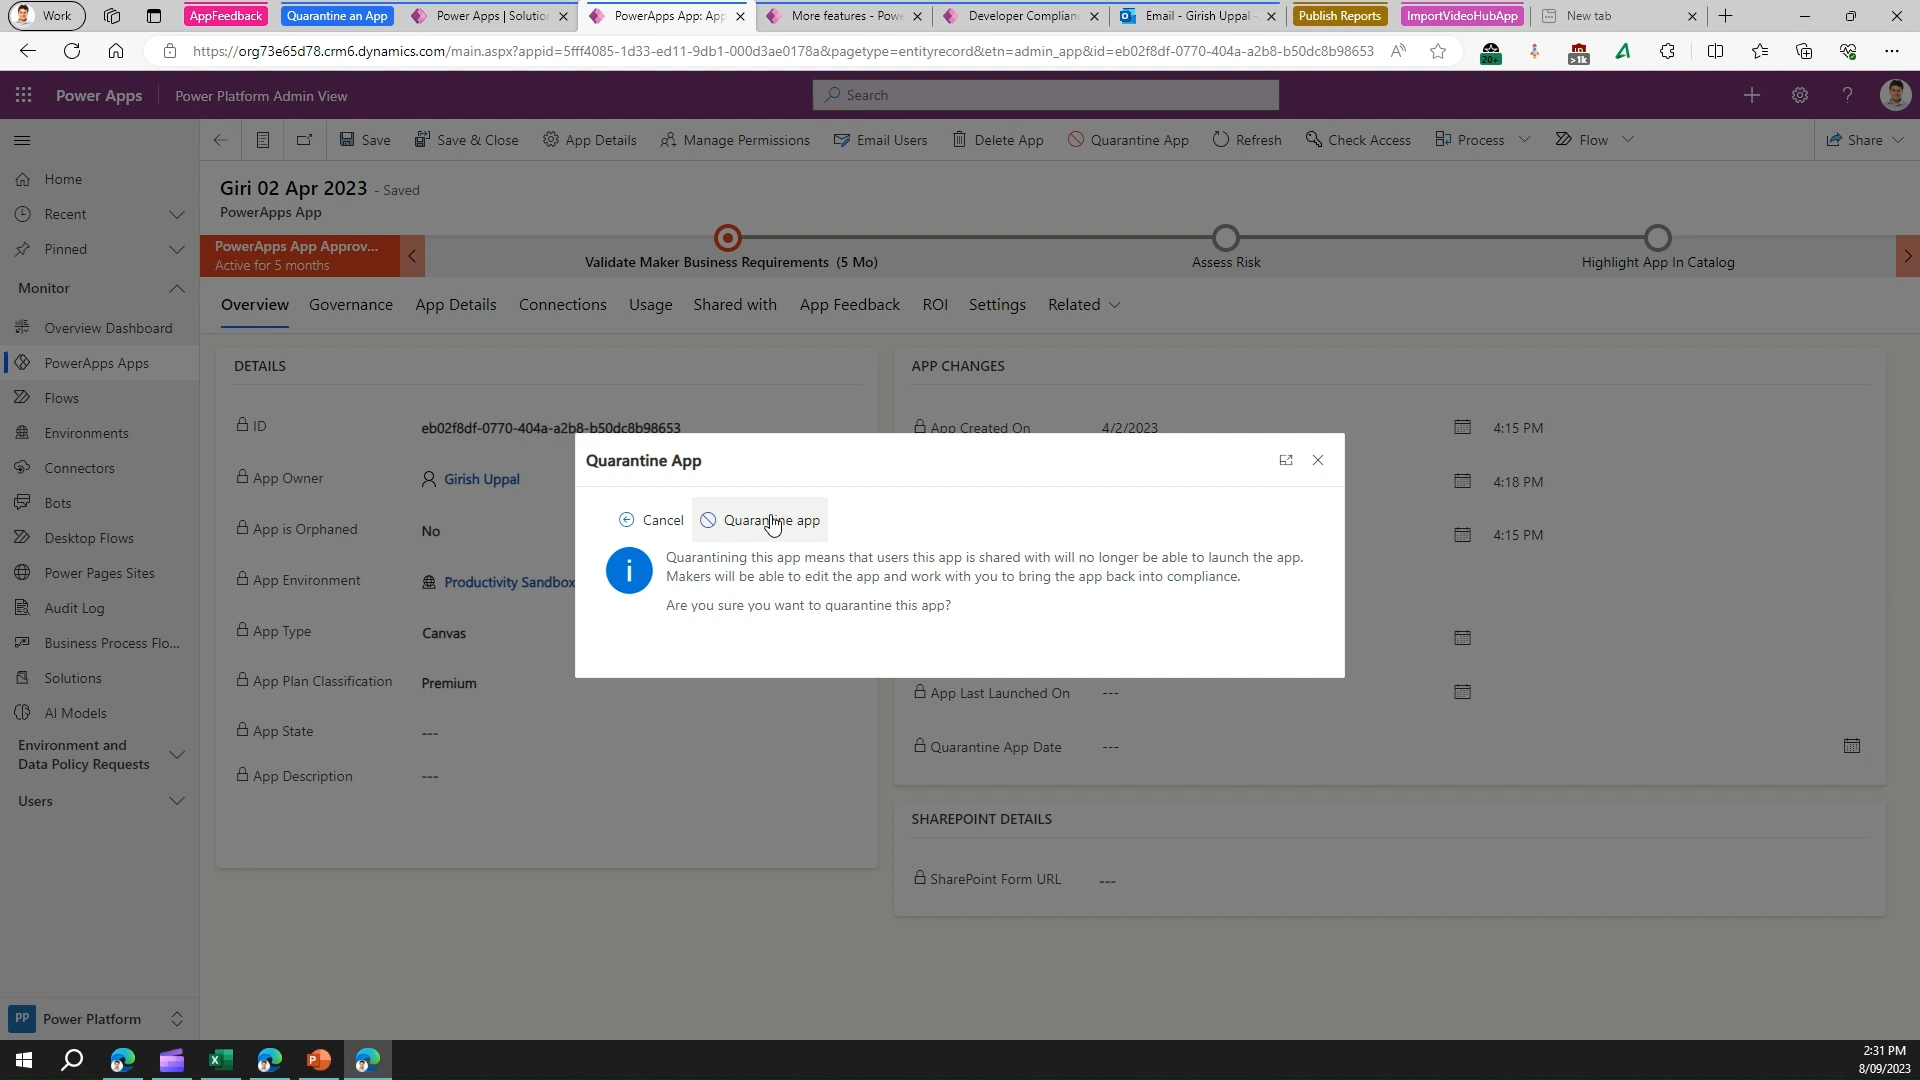 Work
AppFeedback
Quarantine an App
Power Apps | Solutio
PowerApps App: App
More features - Powe
Developer Complianc
Email - Girish Uppal -
Publish Reports
ImportVideoHubApp
New tab
https://org73e65d78.crm6.dynamics.com/main.aspx?appid=5fff4085-1d33-ed11-9db1-000d3ae0178a&pagetype=entityrecord&etn=admin_app&id=eb02f8df-0770-404a-a2b8-b50dc8b98653
20+
>1k
Power Apps
Power Platform Admin View
Search
Save
Save & Close
App Details
Manage Permissions
Email Users
Delete App
Quarantine App
Refresh
Check Access
Process
Flow
Share
Home
Recent
Pinned
Monitor
Overview Dashboard
PowerApps Apps
Flows
Environments
Connectors
Bots
Desktop Flows
Power Pages Sites
Audit Log
Business Process Flo...
Solutions
AI Models
Environment and
Data Policy Requests
Users
PP Power Platform
Giri 02 Apr 2023 - Saved
PowerApps App
PowerApps App Approv...
Active for 5 months
Validate Maker Business Requirements (5 Mo)
Assess Risk
Highlight App In Catalog
Overview
Governance
App Details
Connections
Usage
Shared with
App Feedback
ROI
Settings
Related
DETAILS
ID eb02f8df-0770-404a-a2b8-b50dc8b98653
App Owner Girish Uppal
App is Orphaned No
App Environment Productivity Sandbox
App Type Canvas
App Plan Classification Premium
App State ---
App Description ---
APP CHANGES
App Created On 4/2/2023 4:15 PM
4:18 PM
4:15 PM
App Last Launched On ---
Quarantine App Date ---
SHAREPOINT DETAILS
SharePoint Form URL ---
Quarantine App
Cancel
Quarantine app
i
Quarantining this app means that users this app is shared with will no longer be able to launch the app.
Makers will be able to edit the app and work with you to bring the app back into compliance.
Are you sure you want to quarantine this app?
2:31 PM
8/09/2023